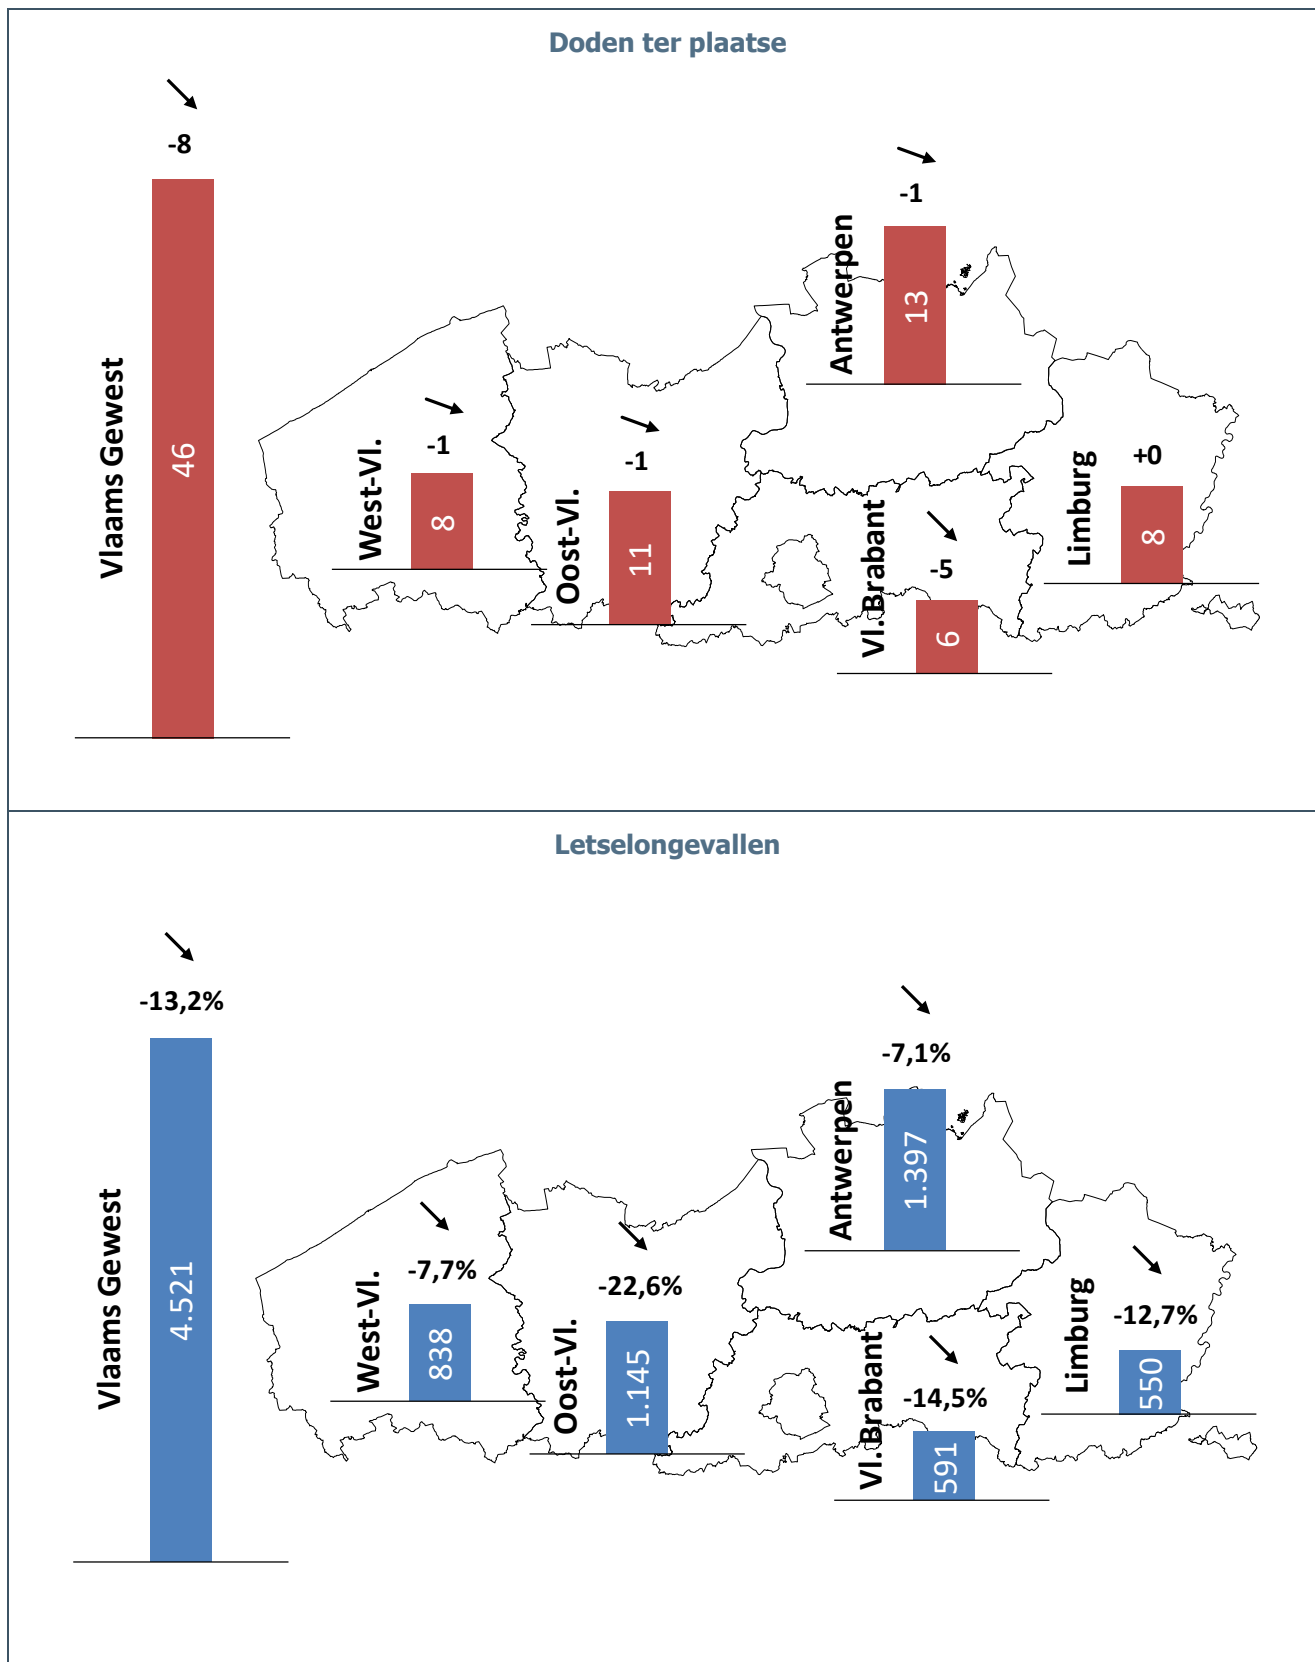 Doden ter plaatse
-8
Vlaams Gewest
46
-1
West-Vl.
8
-1
Oost-Vl.
11
-1
Antwerpen
13
-5
Vl.Brabant
6
+0
Limburg
8
Letselongevallen
-13,2%
Vlaams Gewest
4.521
-7,7%
West-Vl.
838
-22,6%
Oost-Vl.
1.145
-7,1%
Antwerpen
1.397
-14,5%
Vl.Brabant
591
-12,7%
Limburg
550